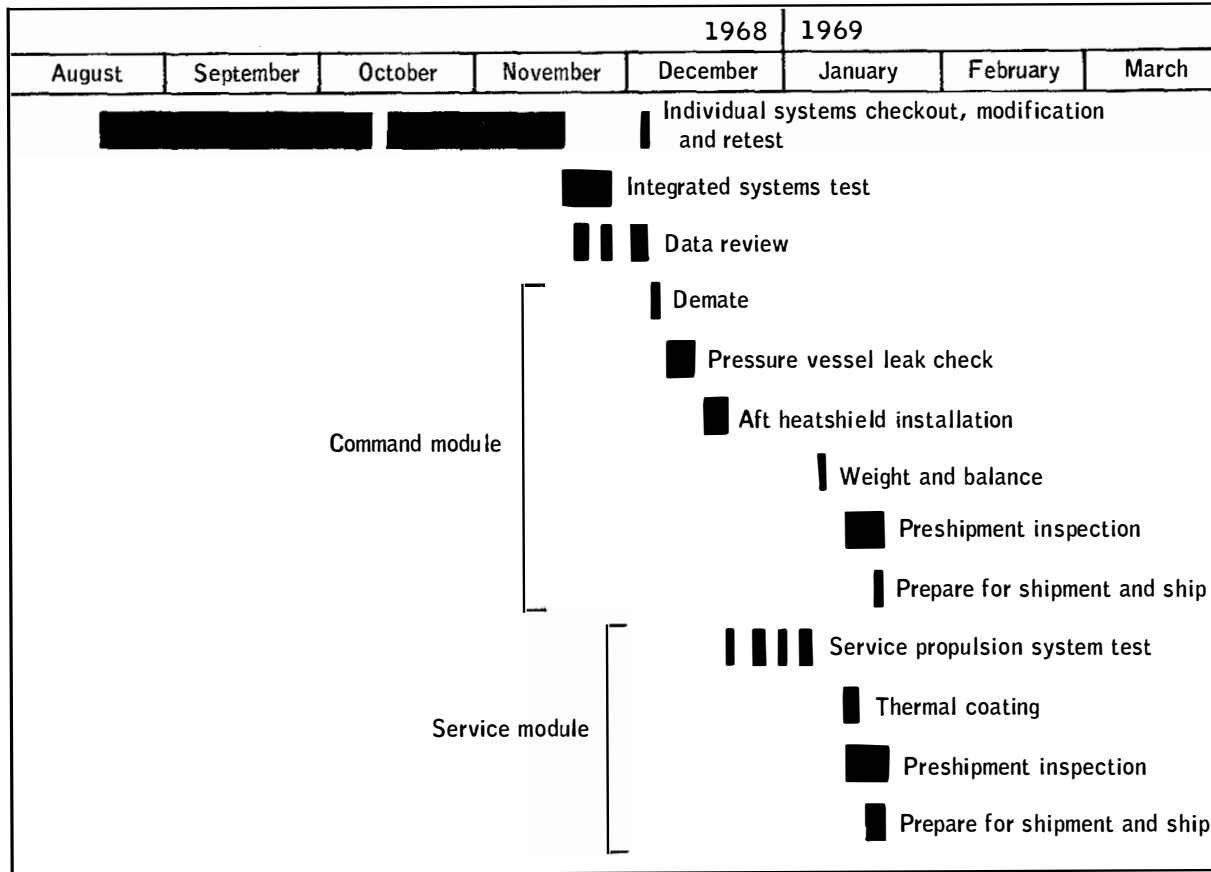 1968 1969
August September October November December January February March
Individual systems checkout, modification
and retest
Integrated systems test
Data review
Demate
Pressure vessel leak check
Aft heatshield installation
Command module
Weight and balance
Preshipment inspection
Prepare for shipment and ship
Service propulsion system test
Thermal coating
Service module
Preshipment inspection
Prepare for shipment and ship